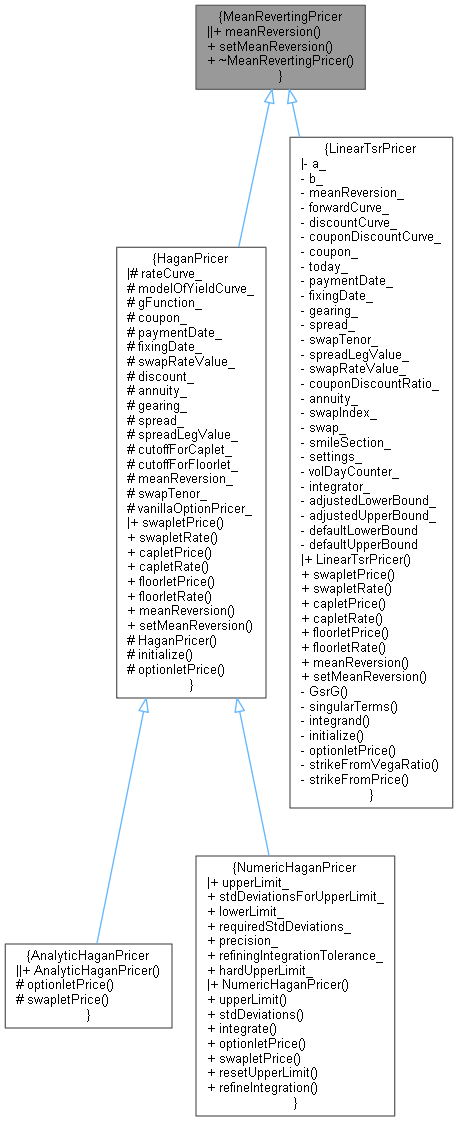 {MeanRevertingPricer
||+ meanReversion()
+ setMeanReversion()
+ ~MeanRevertingPricer()
}
{LinearTsrPricer
|- a_
- b_
- meanReversion_
- forwardCurve_
- discountCurve_
- couponDiscountCurve_
- coupon_
- today_
- paymentDate_
- fixingDate_
- gearing_
- spread_
- swapTenor_
- spreadLegValue_
- swapRateValue_
- couponDiscountRatio_
- annuity_
- swapIndex_
- swap_
- smileSection_
- settings_
- volDayCounter_
- integrator_
- adjustedLowerBound_
- adjustedUpperBound_
- defaultLowerBound
- defaultUpperBound
|+ LinearTsrPricer()
+ swapletPrice()
+ swapletRate()
+ capletPrice()
+ capletRate()
+ floorletPrice()
+ floorletRate()
+ meanReversion()
+ setMeanReversion()
- GsrG()
- singularTerms()
- integrand()
- initialize()
- optionletPrice()
- strikeFromVegaRatio()
- strikeFromPrice()
}
{HaganPricer
|# rateCurve_
# modelOfYieldCurve_
# gFunction_
# coupon_
# paymentDate_
# fixingDate_
# swapRateValue_
# discount_
# annuity_
# gearing_
# spread_
# spreadLegValue_
# cutoffForCaplet_
# cutoffForFloorlet_
# meanReversion_
# swapTenor_
# vanillaOptionPricer_
|+ swapletPrice()
+ swapletRate()
+ capletPrice()
+ capletRate()
+ floorletPrice()
+ floorletRate()
+ meanReversion()
+ setMeanReversion()
# HaganPricer()
# initialize()
# optionletPrice()
}
{NumericHaganPricer
|+ upperLimit_
+ stdDeviationsForUpperLimit_
+ lowerLimit_
+ requiredStdDeviations_
+ precision_
+ refiningIntegrationTolerance_
+ hardUpperLimit_
|+ NumericHaganPricer()
+ upperLimit()
+ stdDeviations()
+ integrate()
+ optionletPrice()
+ swapletPrice()
+ resetUpperLimit()
+ refineIntegration()
}
{AnalyticHaganPricer
||+ AnalyticHaganPricer()
# optionletPrice()
# swapletPrice()
}